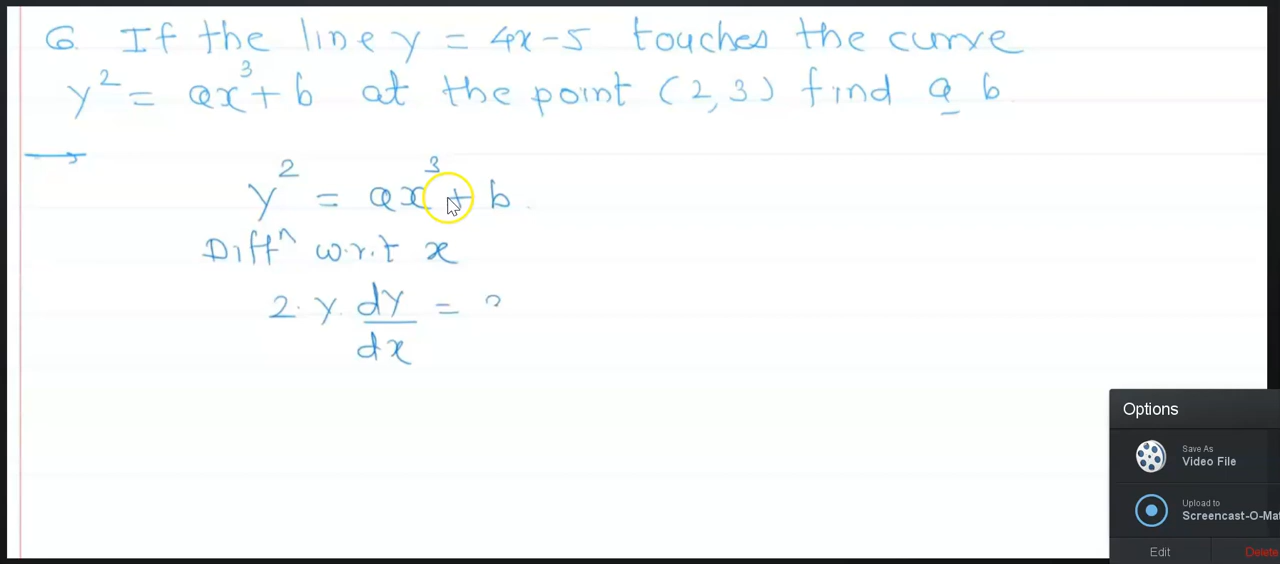 6. If the line y = 4x-5 touches the curve
y² = ax³ + b at the point (2,3) find a b
y² = ax³ + b.
Diffⁿ w.r.t x
2. y. dy/dx =
Options
Save As
Video File
Upload to
Screencast-O-Mat
Edit
Delete